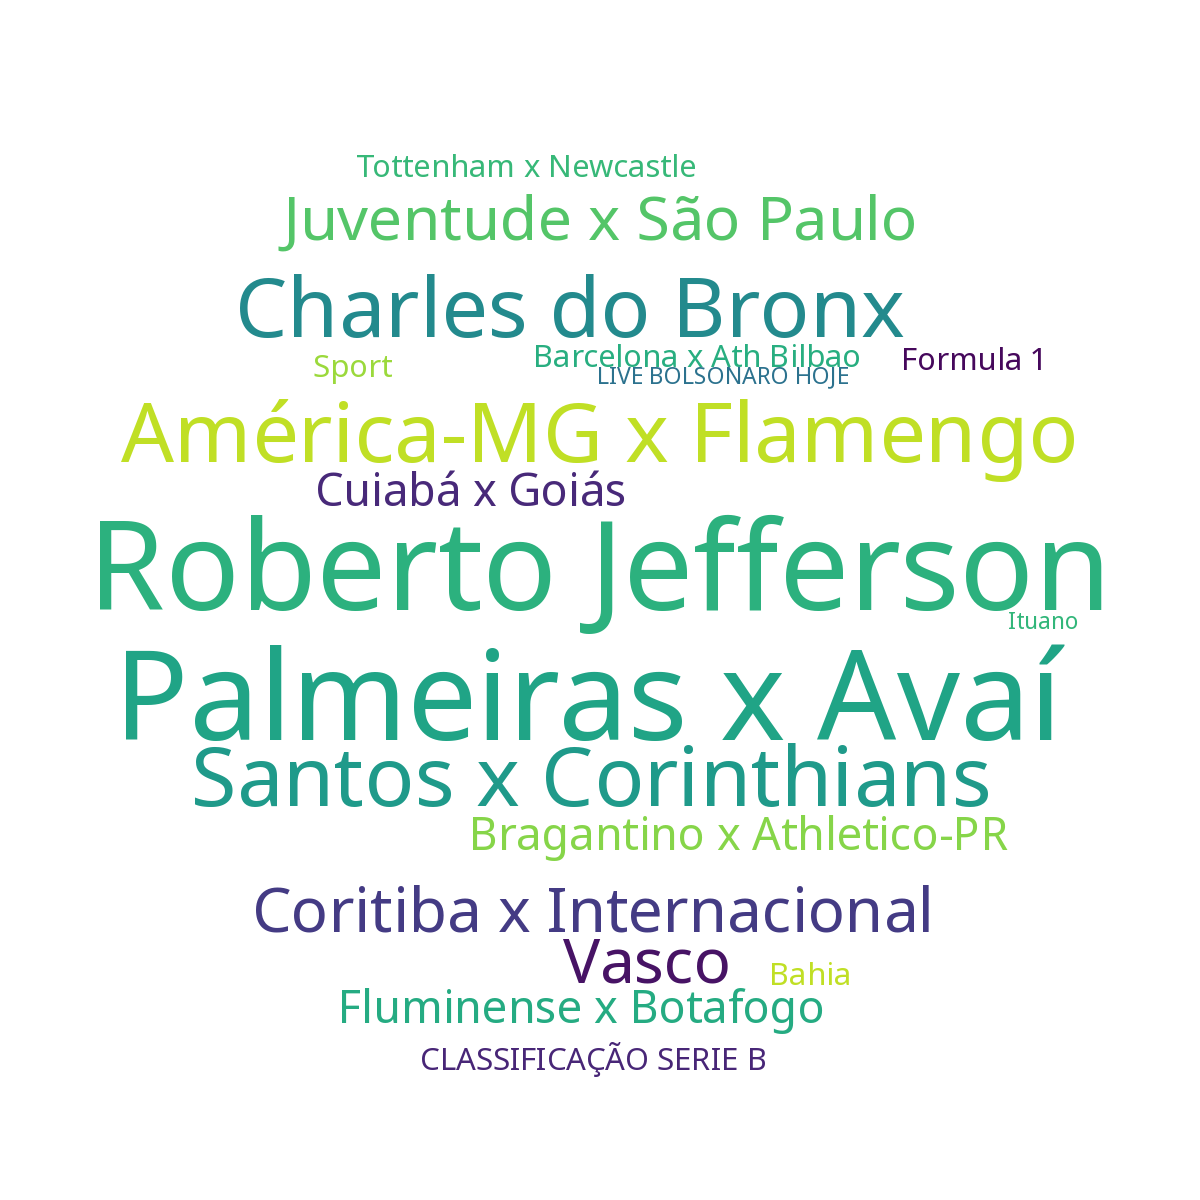 Tottenham x Newcastle
Juventude x São Paulo
Charles do Bronx
Barcelona x Ath Bilbao
Formula 1
Sport
LIVE BOLSONARO HOJE
América-MG x Flamengo
Cuiabá x Goiás
Roberto Jefferson
Ituano
Palmeiras x Avaí
Santos x Corinthians
Bragantino x Athletico-PR
Coritiba x Internacional
Vasco
Bahia
Fluminense x Botafogo
CLASSIFICAÇÃO SERIE B